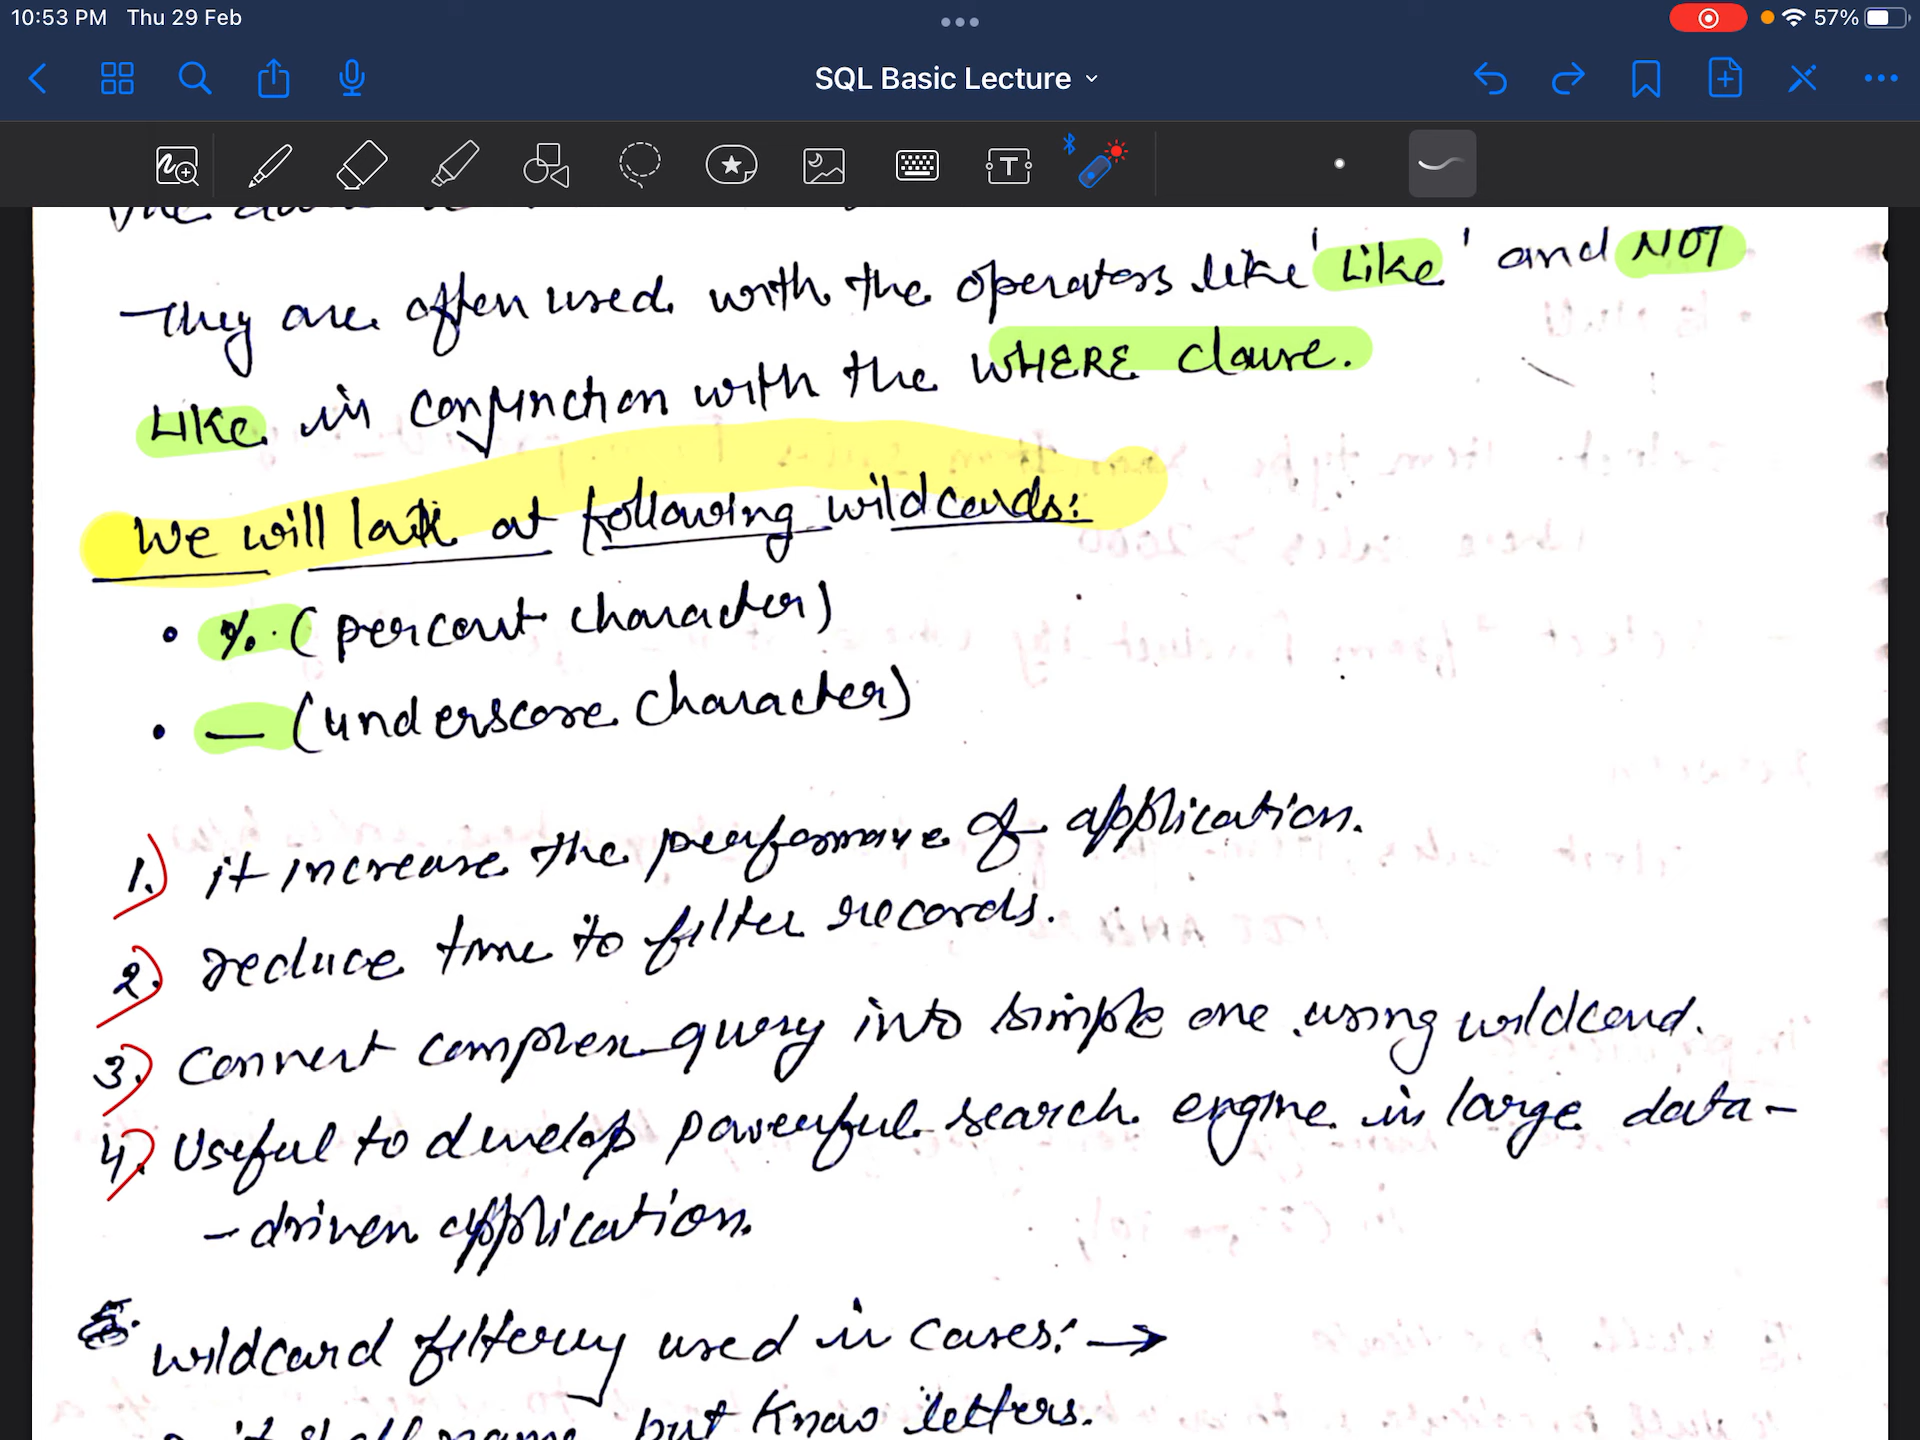 10:53 PM Thu 29 Feb
57%
SQL Basic Lecture
T
They are often used with the operators like 'Like' and NOT
Like in conjunction with the WHERE clause.
We will look at following wildcards:
• % (percent character)
• _ (underscore character)
1.) it increase the performance of application.
2.) reduce time to filter records.
3.) Convert complex query into simple one using wildcard.
4.) Useful to develop powerful search engine in large data-
-driven application.
wildcard filtering used in cases: →
name but know letters.